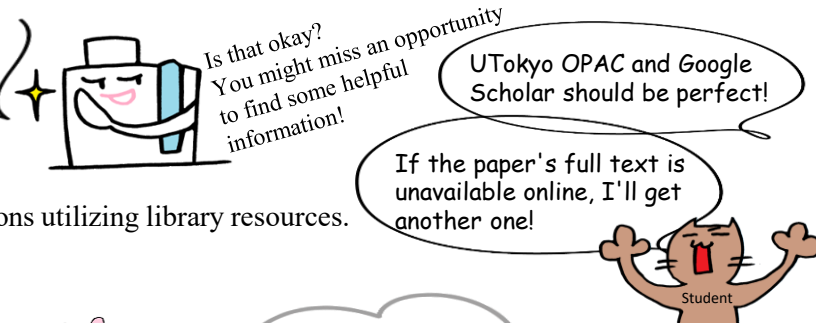 Is that okay?
You might miss an opportunity
to find some helpful
information!
UTokyo OPAC and Google
Scholar should be perfect!
If the paper's full text is
unavailable online, I'll get
another one!
ons utilizing library resources.
Student